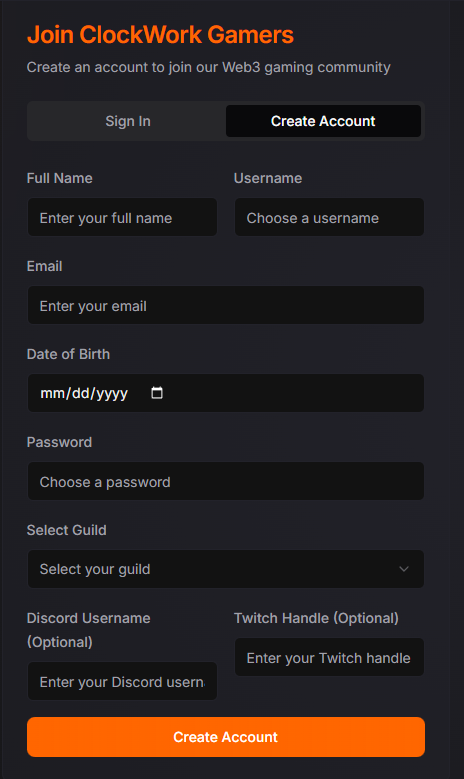 Join ClockWork Gamers
Create an account to join our Web3 gaming community
Sign In
Create Account
Full Name
Username
Enter your full name
Choose a username
Email
Enter your email
Date of Birth
mm/dd/yyyy
Password
Choose a password
Select Guild
Select your guild
Discord Username
(Optional)
Twitch Handle (Optional)
Enter your Discord usern
Enter your Twitch handle
Create Account